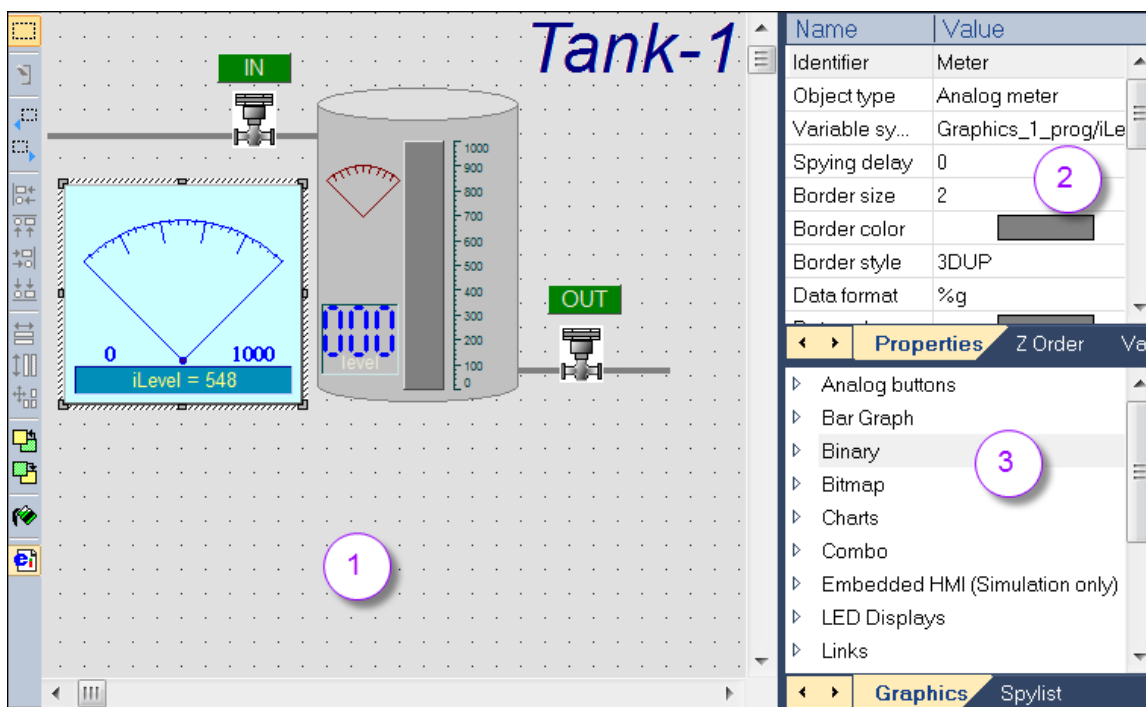 Tank-1
IN
1000
900
800
700
600
500
400
300
200
100
0
0 1000
iLevel = 548
000
level
OUT
1
Name Value
Identifier Meter
Object type Analog meter
Variable sy... Graphics_1_prog/iLe
Spying delay 0
Border size 2
Border color
Border style 3DUP
Data format %g
2
Properties Z Order Va
Analog buttons
Bar Graph
Binary
Bitmap
Charts
Combo
Embedded HMI (Simulation only)
LED Displays
Links
3
Graphics Spylist